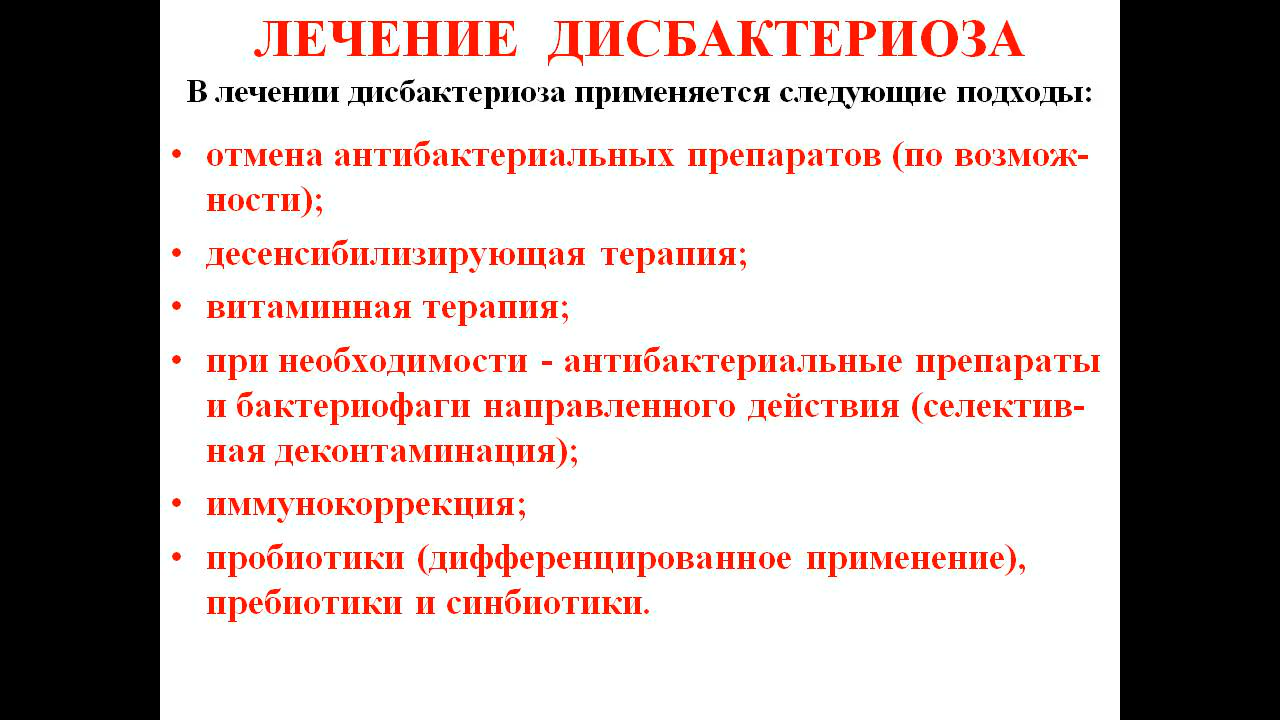 ЛЕЧЕНИЕ ДИСБАКТЕРИОЗА
В лечении дисбактериоза применяется следующие подходы:
• отмена антибактериальных препаратов (по возмож-
ности);
• десенсибилизирующая терапия;
• витаминная терапия;
• при необходимости - антибактериальные препараты
и бактериофаги направленного действия (селектив-
ная деконтаминация);
• иммунокоррекция;
• пробиотики (дифференцированное применение),
пребиотики и синбиотики.